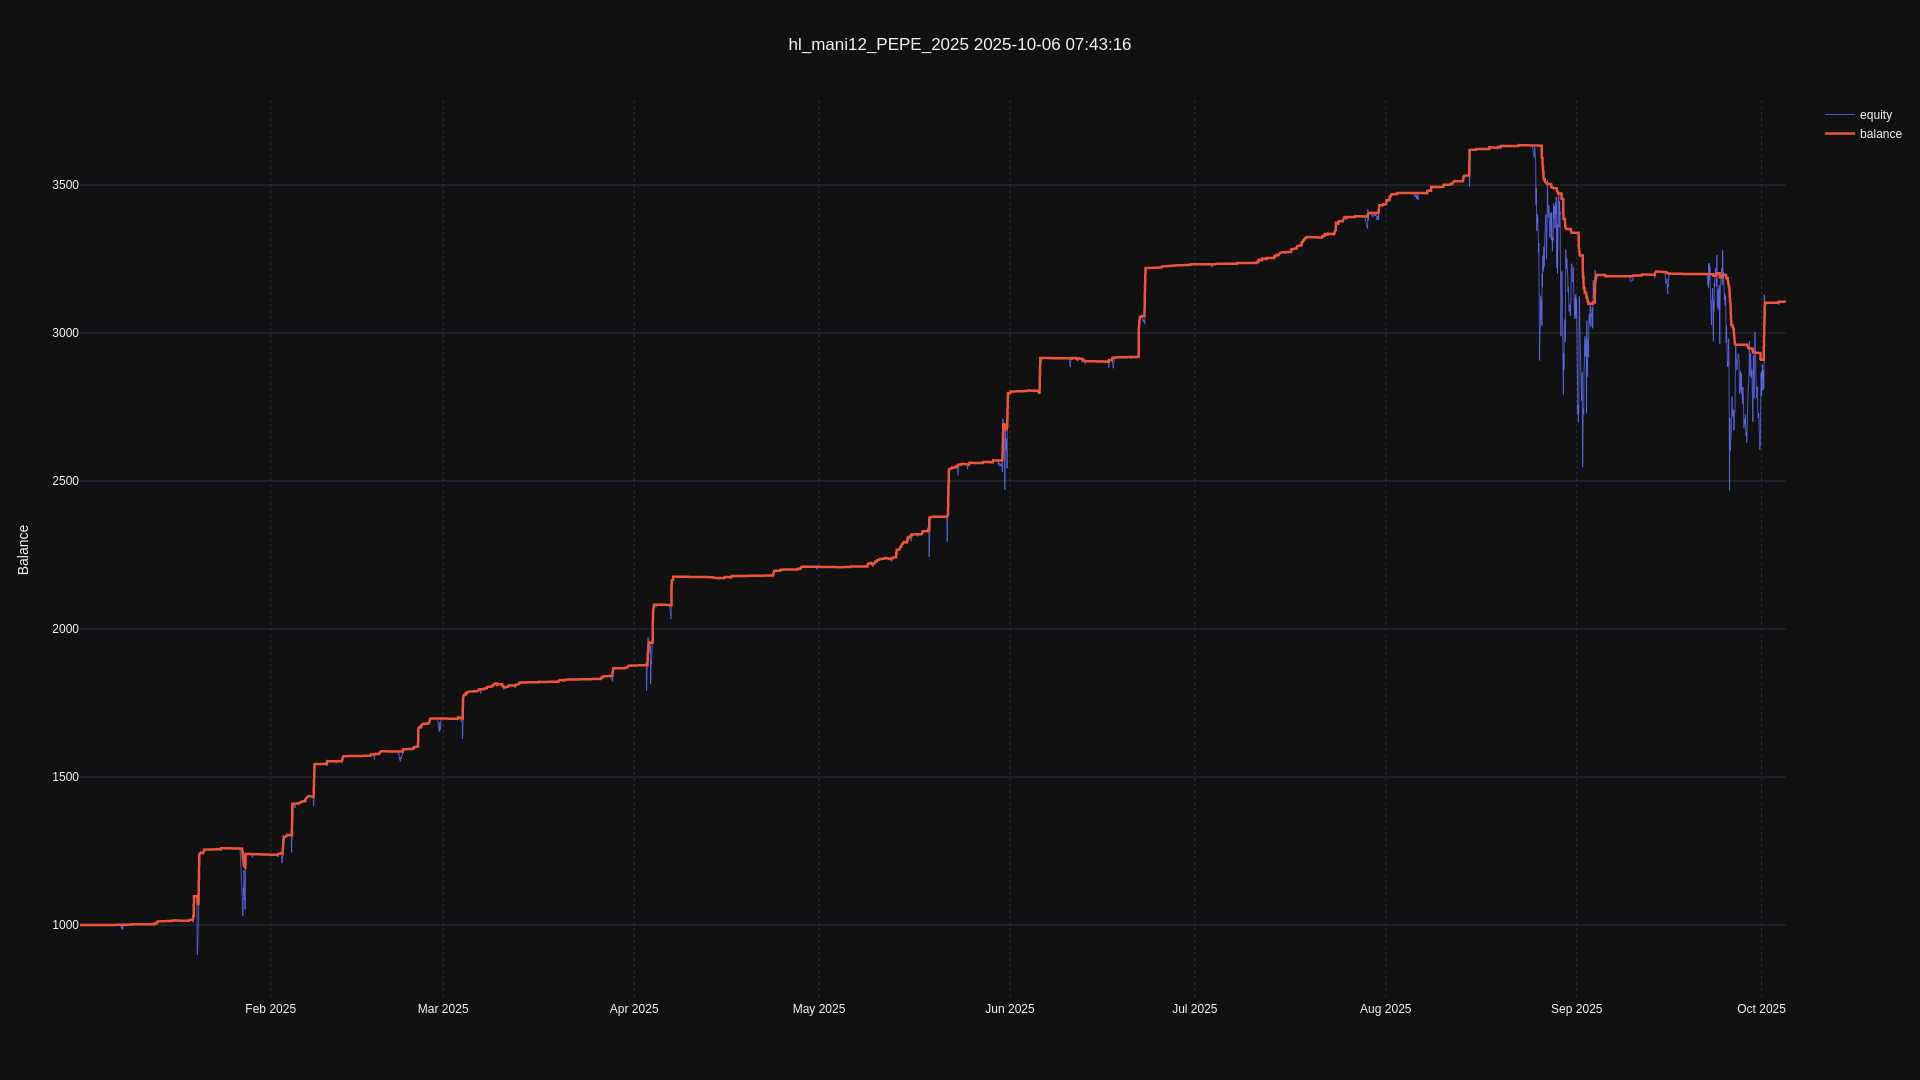 hl_mani12_PEPE_2025 2025-10-06 07:43:16
equity
balance
3500
3000
2500
2000
1500
1000
Balance
Feb 2025
Mar 2025
Apr 2025
May 2025
Jun 2025
Jul 2025
Aug 2025
Sep 2025
Oct 2025